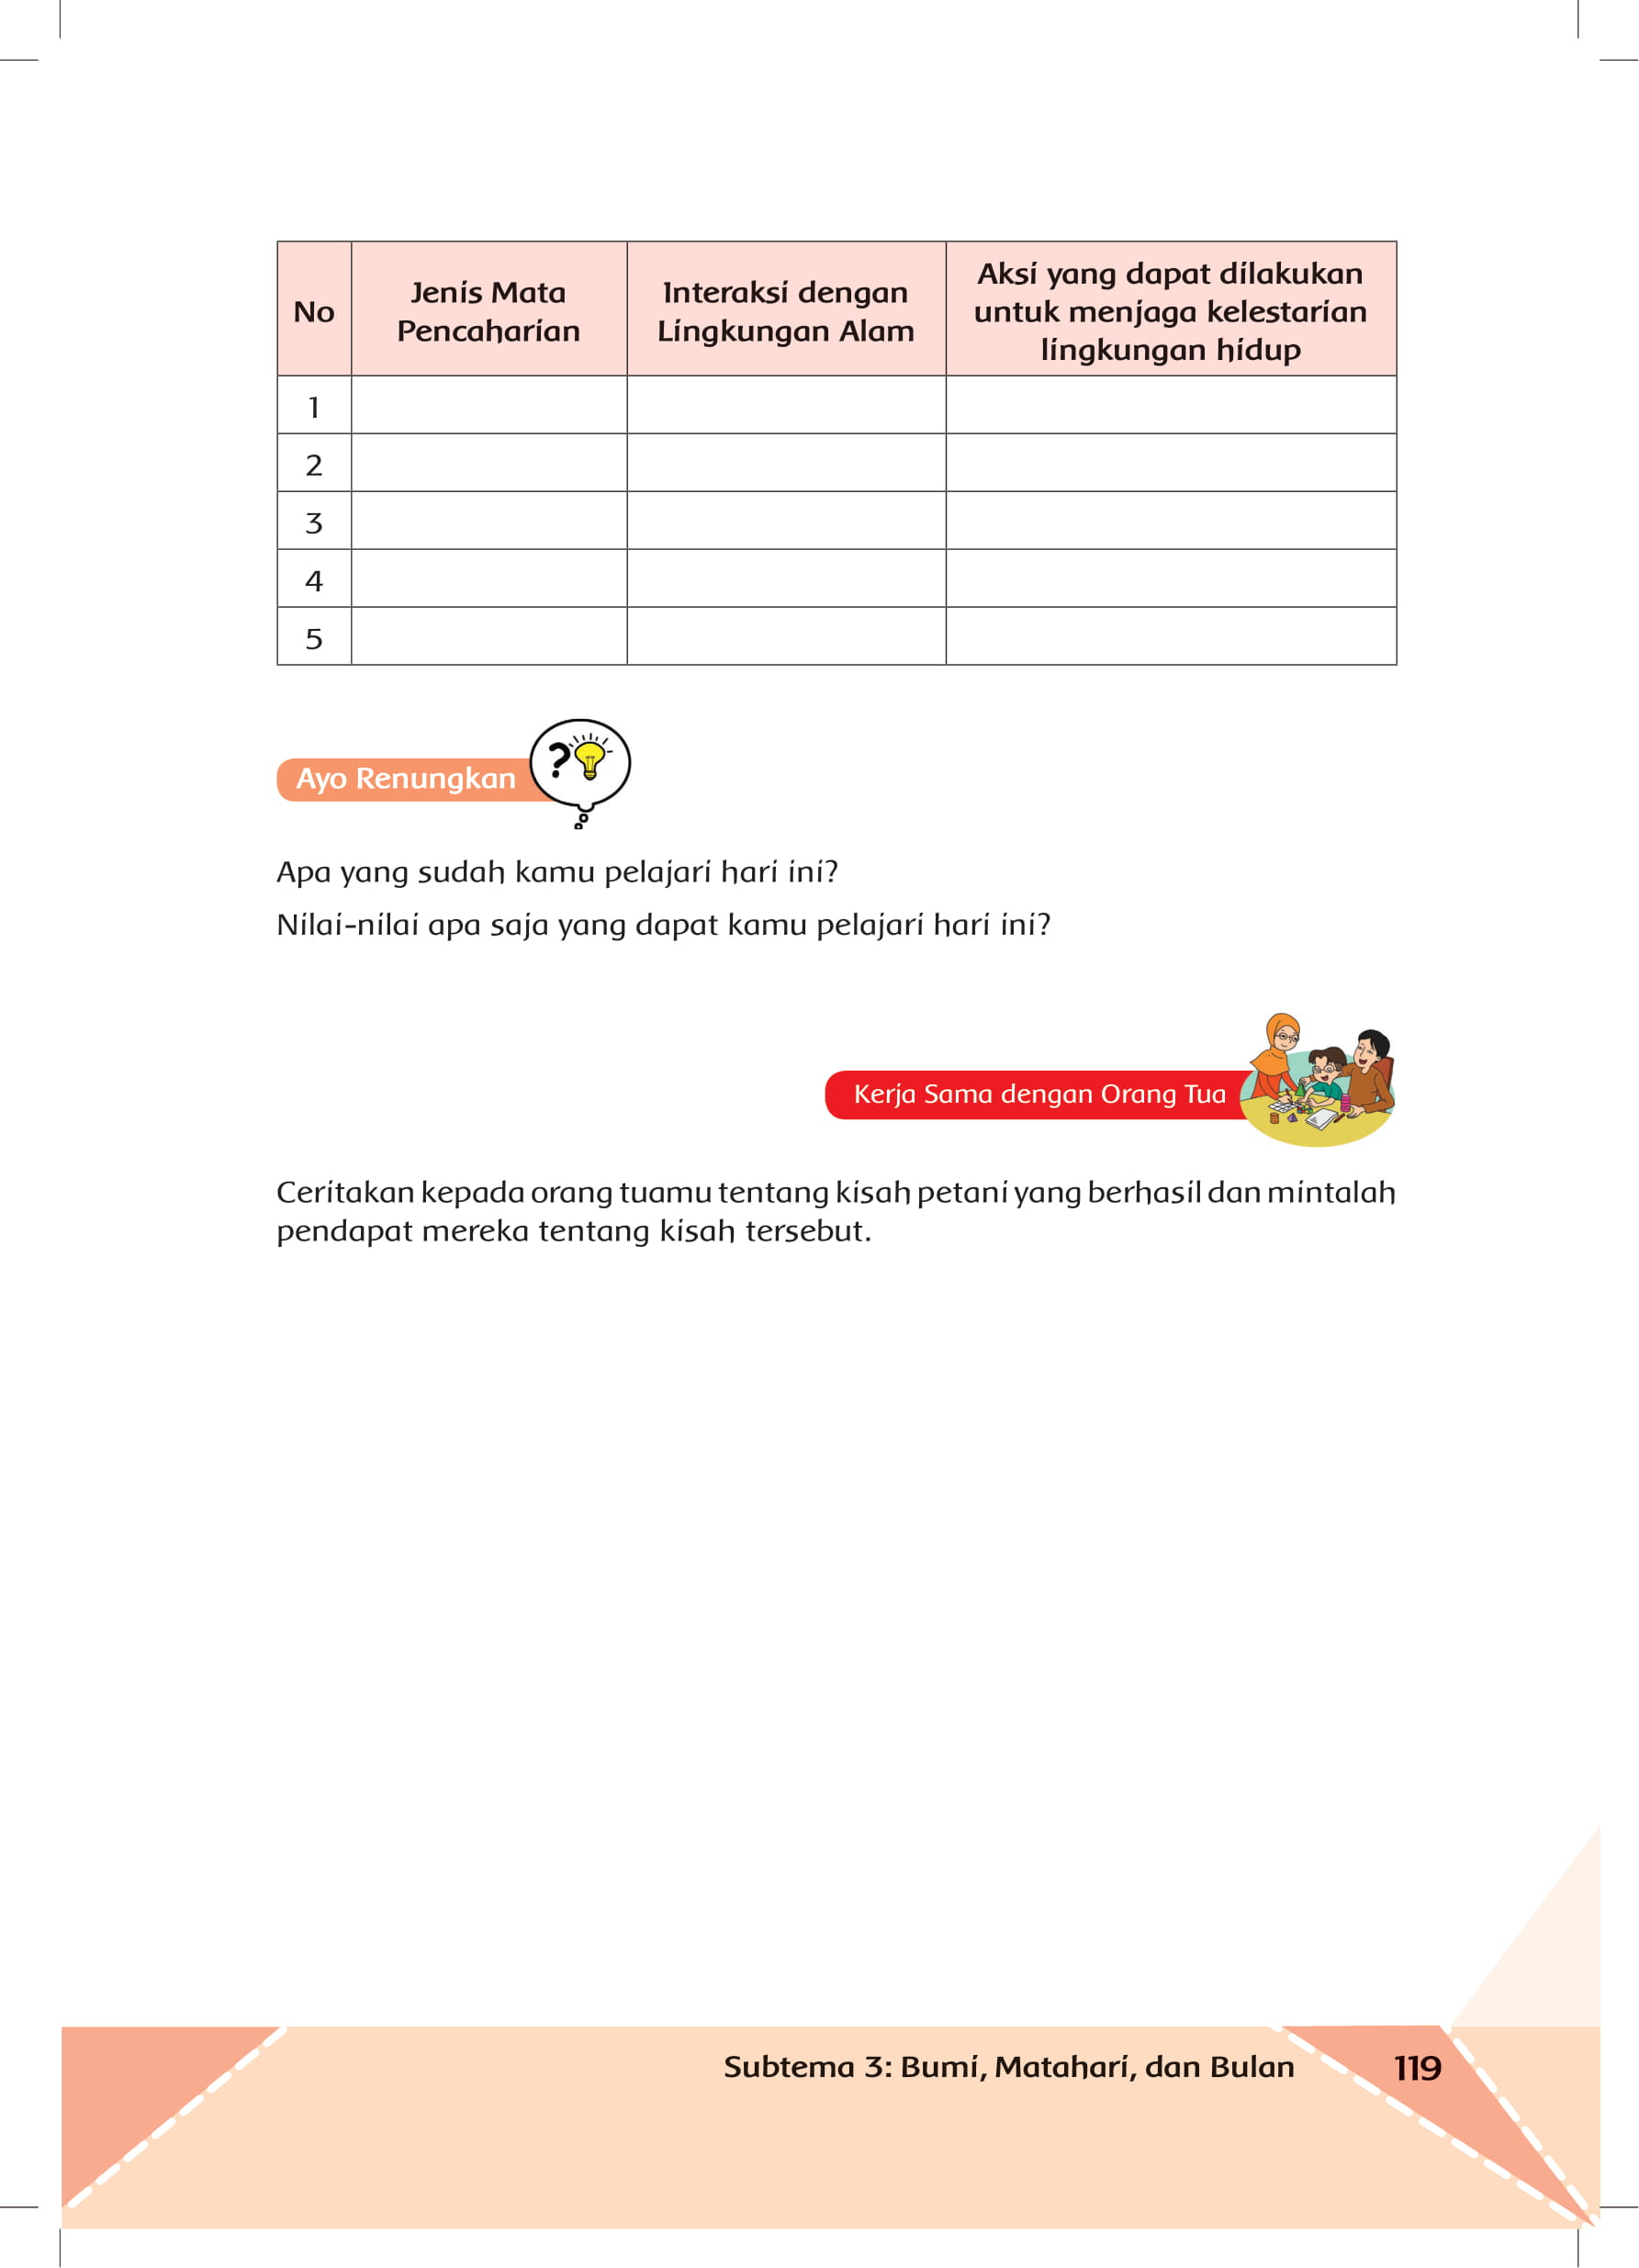 No
Jenis Mata
Pencaharian
Interaksi dengan
Lingkungan Alam
Aksi yang dapat dilakukan
untuk menjaga kelestarian
lingkungan hidup
1
2
3
4
5
Ayo Renungkan
?
Apa yang sudah kamu pelajari hari ini?
Nilai-nilai apa saja yang dapat kamu pelajari hari ini?
Kerja Sama dengan Orang Tua
Ceritakan kepada orang tuamu tentang kisah petani yang berhasil dan mintalah
pendapat mereka tentang kisah tersebut.
Subtema 3: Bumi, Matahari, dan Bulan 119